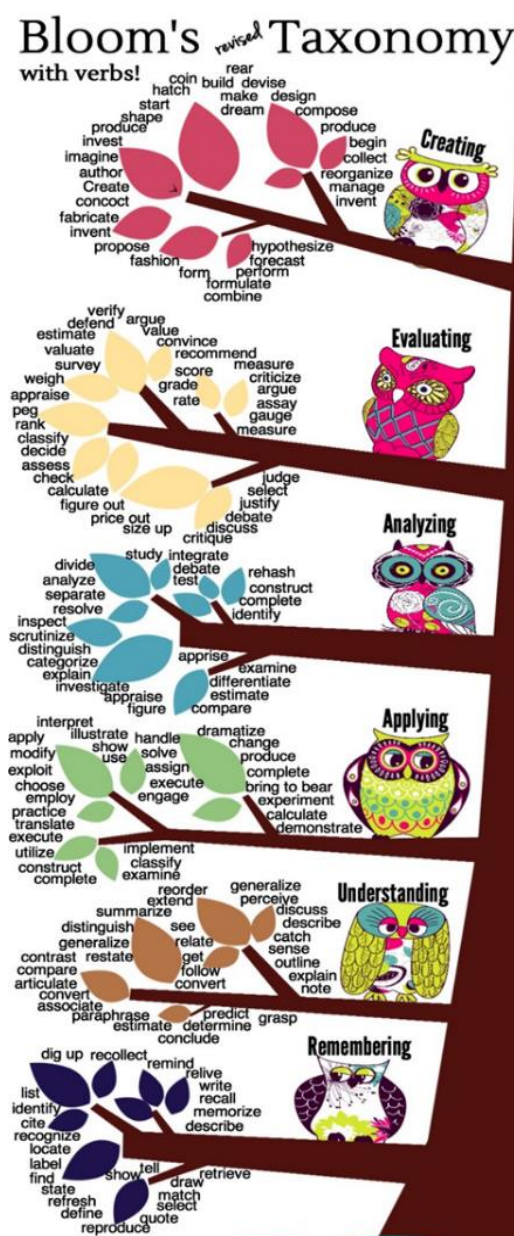 Bloom's revised Taxonomy
with verbs!
Creating
rear
coin build devise
hatch make design
start dream compose
shape
produce produce
invest begin
imagine collect
author reorganize
Create manage
concoct invent
fabricate
invent
propose hypothesize
fashion forecast
form perform
formulate
combine
Evaluating
verify
defend argue
estimate value
valuate convince
survey recommend
weigh score measure
appraise grade criticize
peg rate argue
rank assay
classify gauge
decide measure
assess
check judge
calculate select
figure out justify
price out debate
size up discuss
critique
Analyzing
study integrate
divide debate
analyze test rehash
separate construct
resolve complete
inspect identify
scrutinize
distinguish
categorize apprise
explain examine
investigate differentiate
appraise estimate
figure compare
Applying
interpret
apply illustrate handle dramatize
modify show solve change
exploit use assign produce
choose execute complete
employ engage bring to bear
practice experiment
translate calculate
execute demonstrate
utilize implement
construct classify
complete examine
Understanding
reorder generalize
extend perceive
summarize discuss
distinguish see describe
generalize relate catch
restate get sense
contrast follow outline
compare convert explain
articulate note
convert
associate
paraphrase predict grasp
estimate determine
conclude
Remembering
dig up recollect
remind
list relive
identify write
cite recall
recognize memorize
locate describe
label
find show tell retrieve
state draw
refresh match
define select
reproduce quote